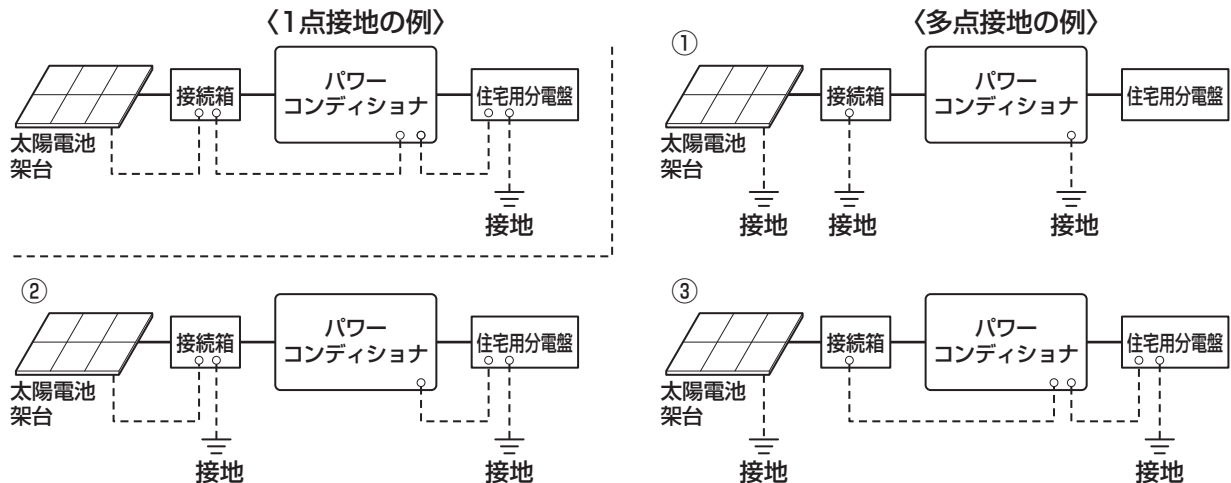 〈1点接地の例〉
太陽電池
架台
接続箱
パワー
コンディショナ
住宅用分電盤
接地
〈多点接地の例〉
①
太陽電池
架台
接続箱
パワー
コンディショナ
住宅用分電盤
接地
接地
接地
②
太陽電池
架台
接続箱
パワー
コンディショナ
住宅用分電盤
接地
接地
③
太陽電池
架台
接続箱
パワー
コンディショナ
住宅用分電盤
接地
接地